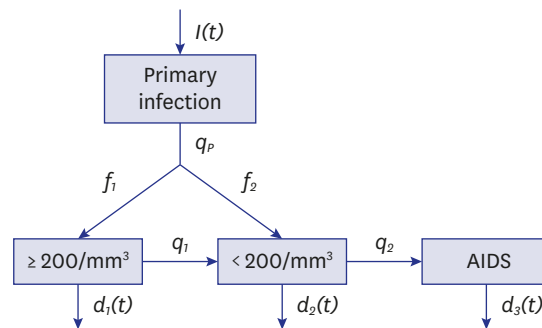 I(t)
Primary
infection
qₚ
f₁ f₂
≥ 200/mm³ q₁ < 200/mm³ q₂ AIDS
d₁(t) d₂(t) d₃(t)